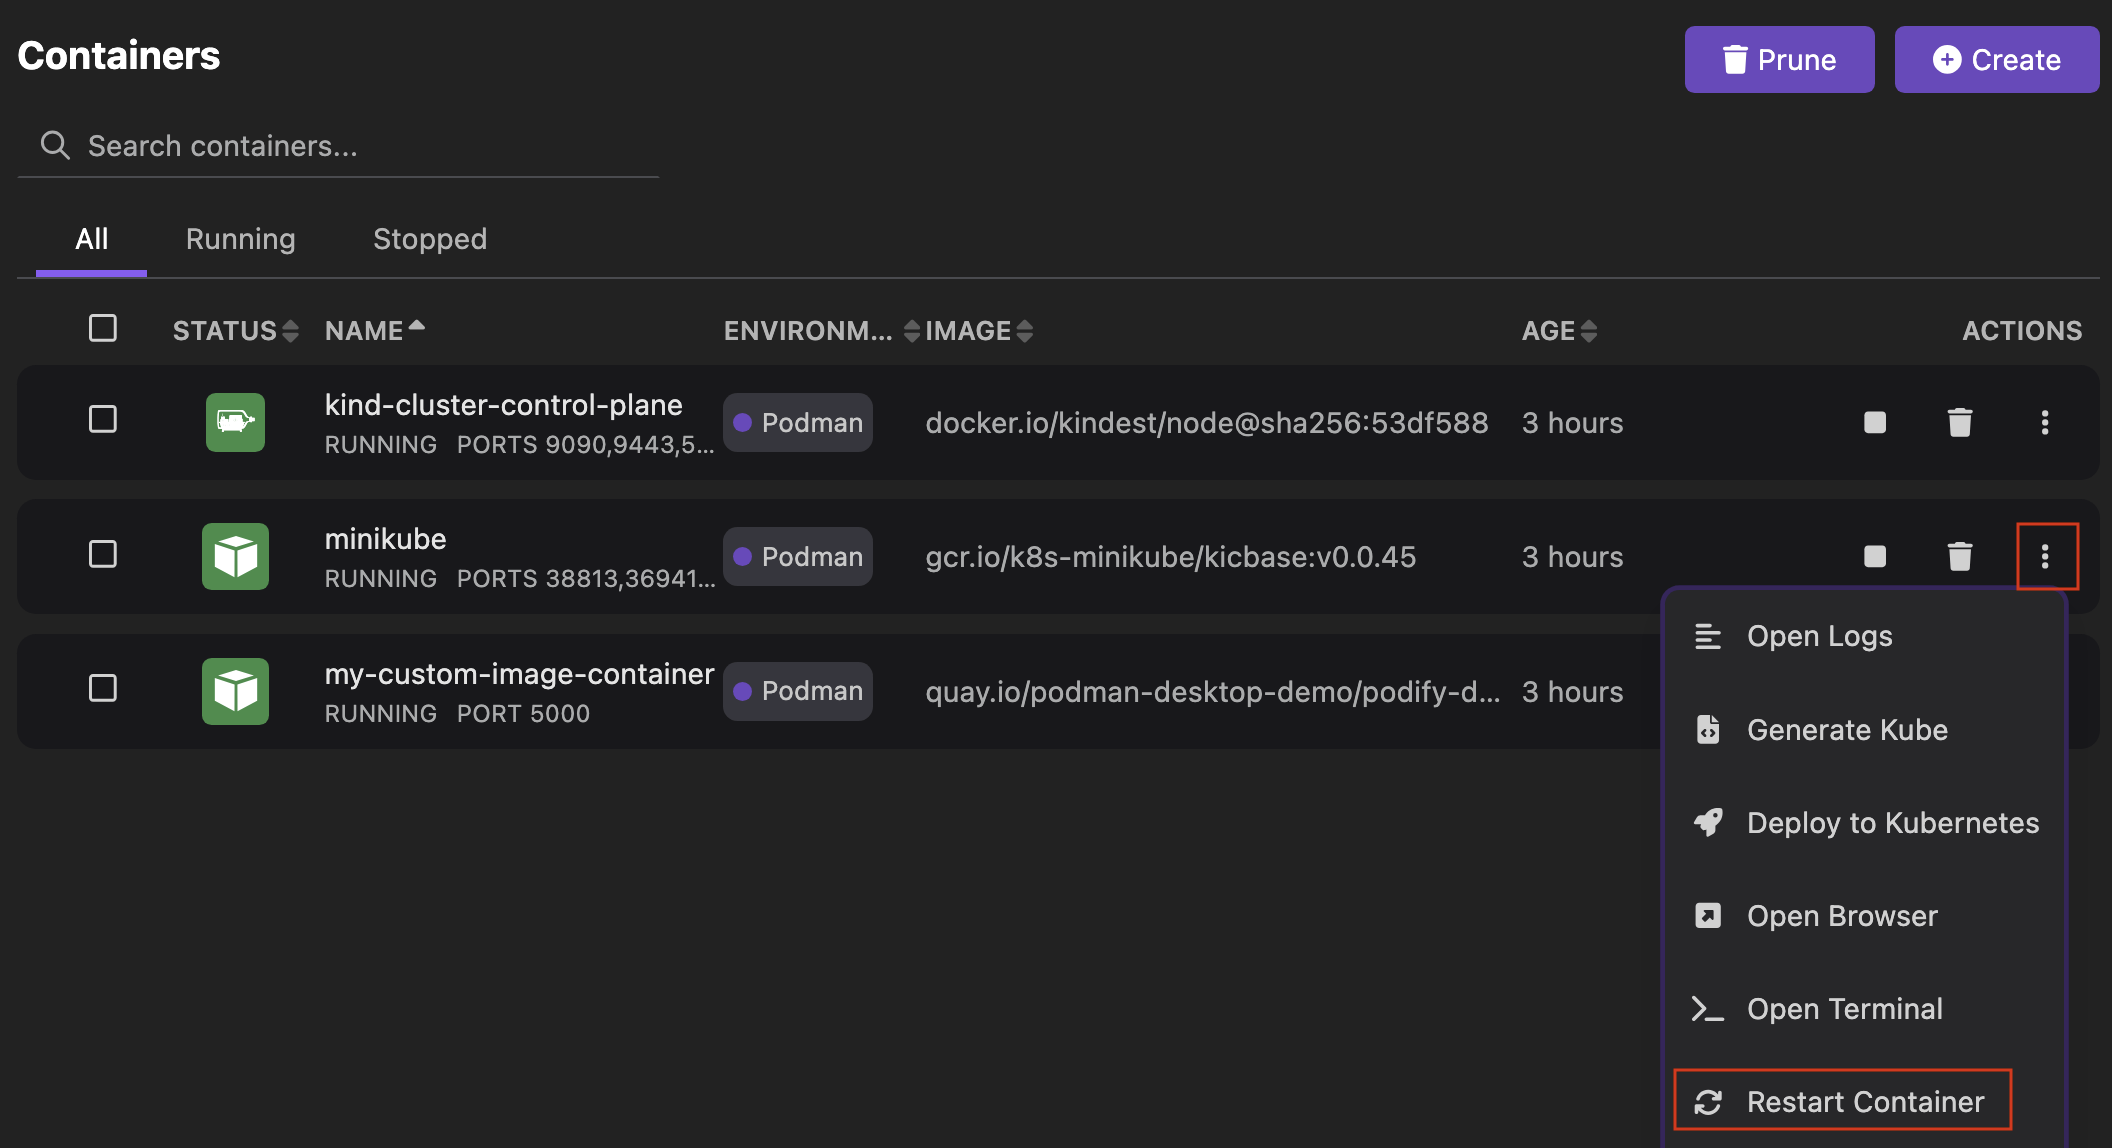 Containers
Prune
Create
Search containers...
All
Running
Stopped
STATUS NAME ENVIRONM... IMAGE AGE ACTIONS
kind-cluster-control-plane
RUNNING PORTS 9090,9443,5...
Podman
docker.io/kindest/node@sha256:53df588
3 hours
minikube
RUNNING PORTS 38813,36941...
Podman
gcr.io/k8s-minikube/kicbase:v0.0.45
3 hours
my-custom-image-container
RUNNING PORT 5000
Podman
quay.io/podman-desktop-demo/podify-d...
3 hours
Open Logs
Generate Kube
Deploy to Kubernetes
Open Browser
Open Terminal
Restart Container